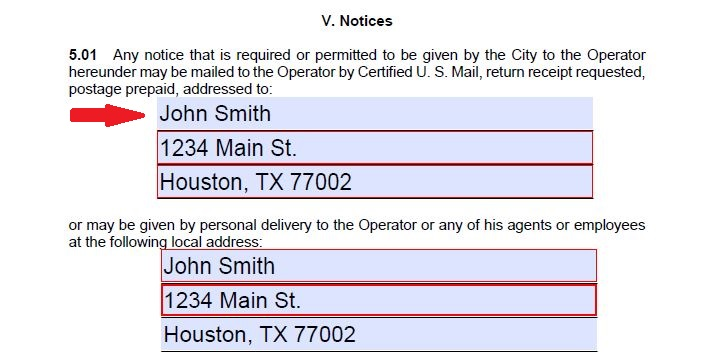 V. Notices
5.01 Any notice that is required or permitted to be given by the City to the Operator
hereunder may be mailed to the Operator by Certified U. S. Mail, return receipt requested,
postage prepaid, addressed to:
John Smith
1234 Main St.
Houston, TX 77002
or may be given by personal delivery to the Operator or any of his agents or employees
at the following local address:
John Smith
1234 Main St.
Houston, TX 77002